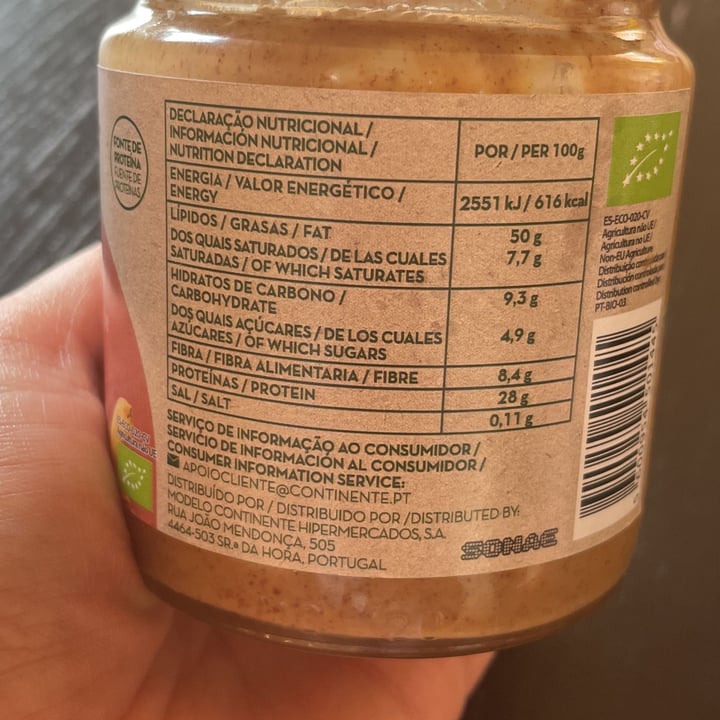 FONTE DE
PROTEÍNA
FUENTE DE
PROTEÍNAS
DECLARAÇÃO NUTRICIONAL /
INFORMACIÓN NUTRICIONAL /
NUTRITION DECLARATION
POR / PER 100g
ENERGIA / VALOR ENERGÉTICO /
ENERGY
2551 kJ / 616 kcal
LÍPIDOS / GRASAS / FAT
50 g
DOS QUAIS SATURADOS / DE LAS CUALES
SATURADAS / OF WHICH SATURATES
7,7 g
HIDRATOS DE CARBONO /
CARBOHYDRATE
9,3 g
DOS QUAIS AÇÚCARES / DE LOS CUALES
AZÚCARES / OF WHICH SUGARS
4,9 g
FIBRA / FIBRA ALIMENTARIA / FIBRE
8,4 g
PROTEÍNAS / PROTEIN
28 g
SAL / SALT
0,11 g
SERVIÇO DE INFORMAÇÃO AO CONSUMIDOR /
SERVICIO DE INFORMACIÓN AL CONSUMIDOR /
CONSUMER INFORMATION SERVICE:
APOIOCLIENTE@CONTINENTE.PT
DISTRIBUÍDO POR / DISTRIBUIDO POR /DISTRIBUTED BY:
MODELO CONTINENTE HIPERMERCADOS, S.A.
RUA JOÃO MENDONÇA, 505
4464-503 SR.ª DA HORA, PORTUGAL
SONAE
ES-ECO-020-CV
Agricultura não UE /
Agricultura no UE /
Non-EU Agriculture
Distribuição
Distribución
Distribution controlled by:
PT-BIO-03